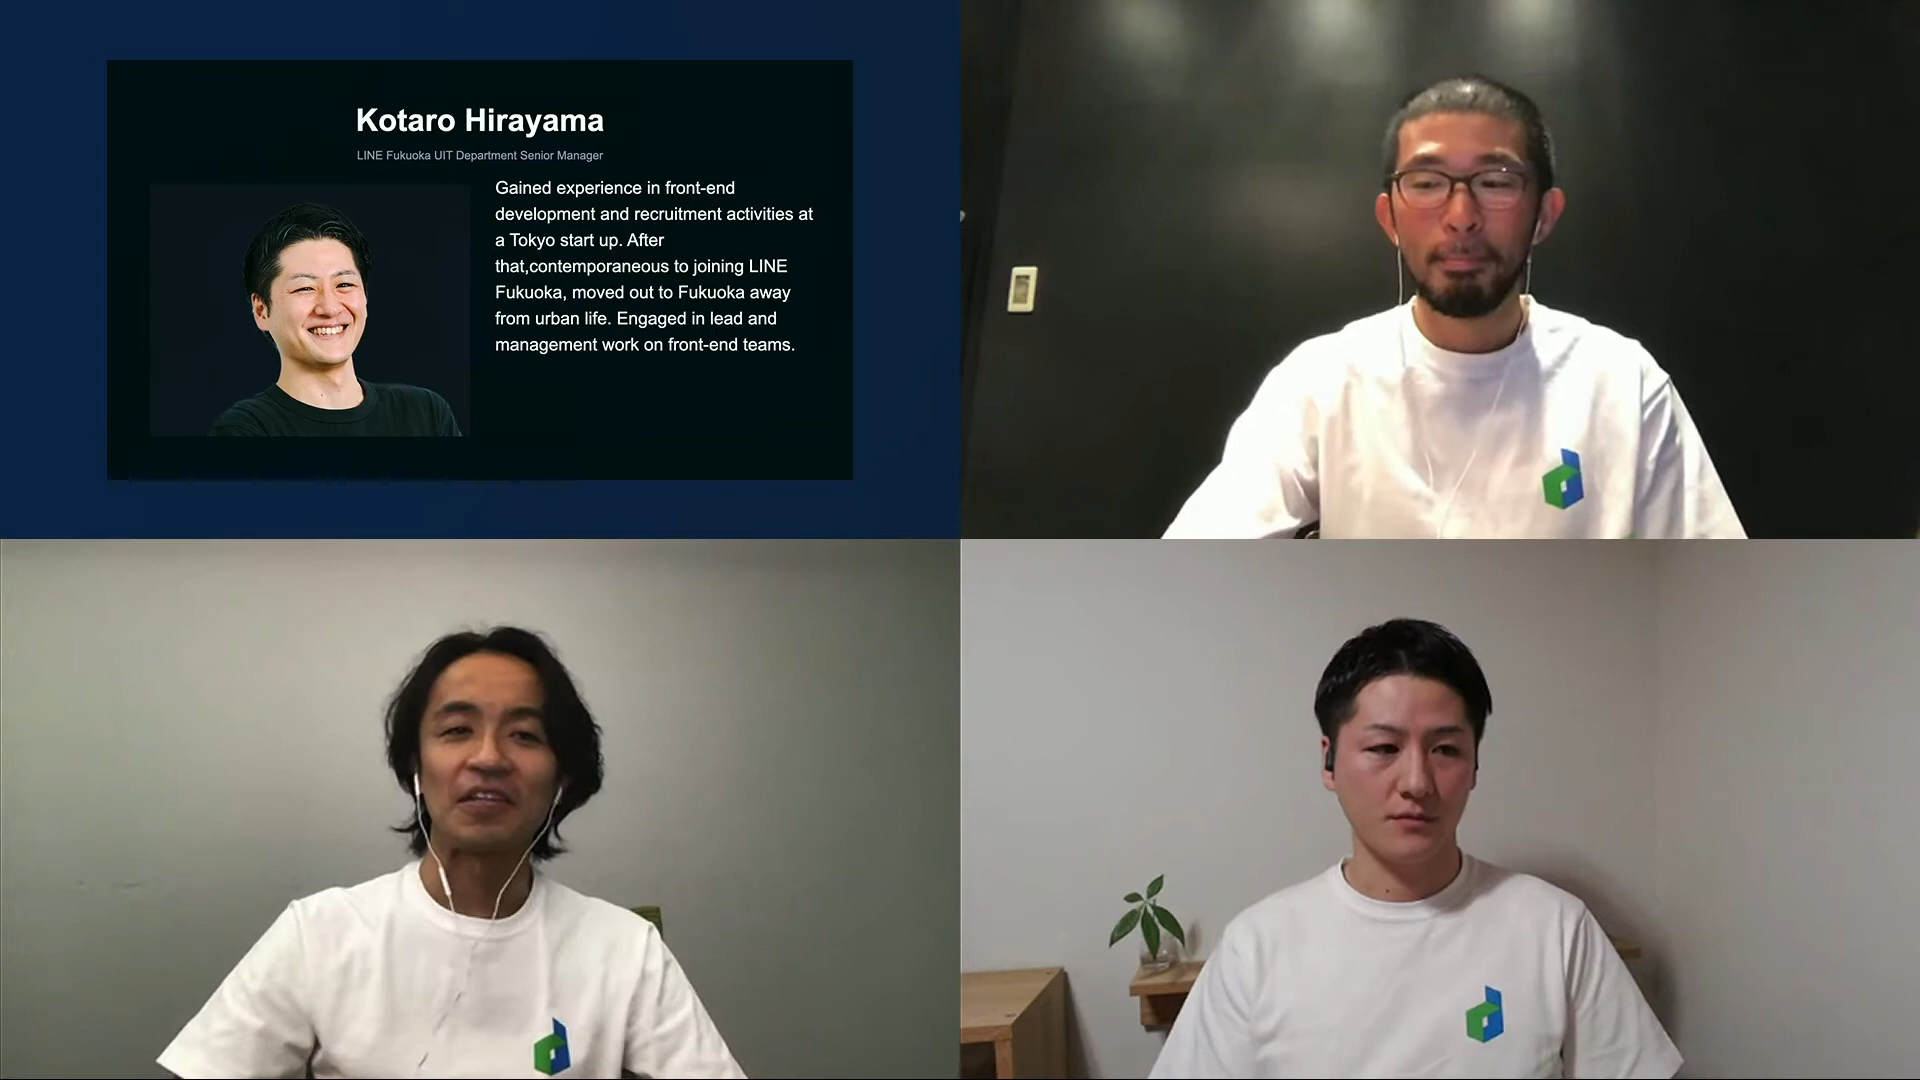 Kotaro Hirayama
LINE Fukuoka UIT Department Senior Manager
Gained experience in front-end
development and recruitment activities at
a Tokyo start up. After
that,contemporaneous to joining LINE
Fukuoka, moved out to Fukuoka away
from urban life. Engaged in lead and
management work on front-end teams.